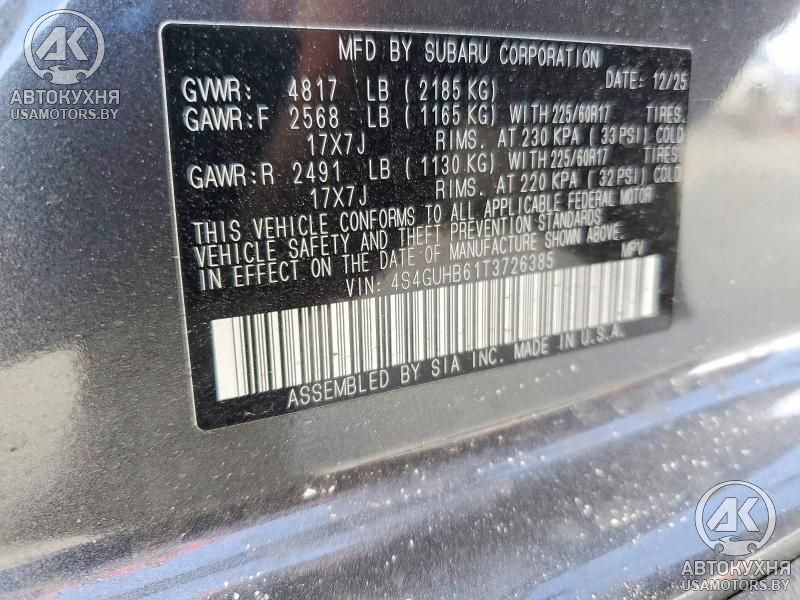 MFD BY SUBARU CORPORATION
GVWR: 4817 LB (2185 KG) DATE: 12/25
GAWR:F 2568 LB (1165 KG) WITH 225/60R17 TIRES.
17X7J RIMS. AT 230 KPA (33 PSI) COLD
GAWR:R 2491 LB (1130 KG) WITH 225/60R17 TIRES.
17X7J RIMS. AT 220 KPA (32 PSI) COLD
THIS VEHICLE CONFORMS TO ALL APPLICABLE FEDERAL MOTOR
VEHICLE SAFETY AND THEFT PREVENTION STANDARDS
IN EFFECT ON THE DATE OF MANUFACTURE SHOWN ABOVE.
VIN: 4S4GUHB61T3726385 MPV
ASSEMBLED BY SIA INC. MADE IN U.S.A.
АК
АВТОКУХНЯ
USAMOTORS.BY
АК
АВТОКУХНЯ
USAMOTORS.BY